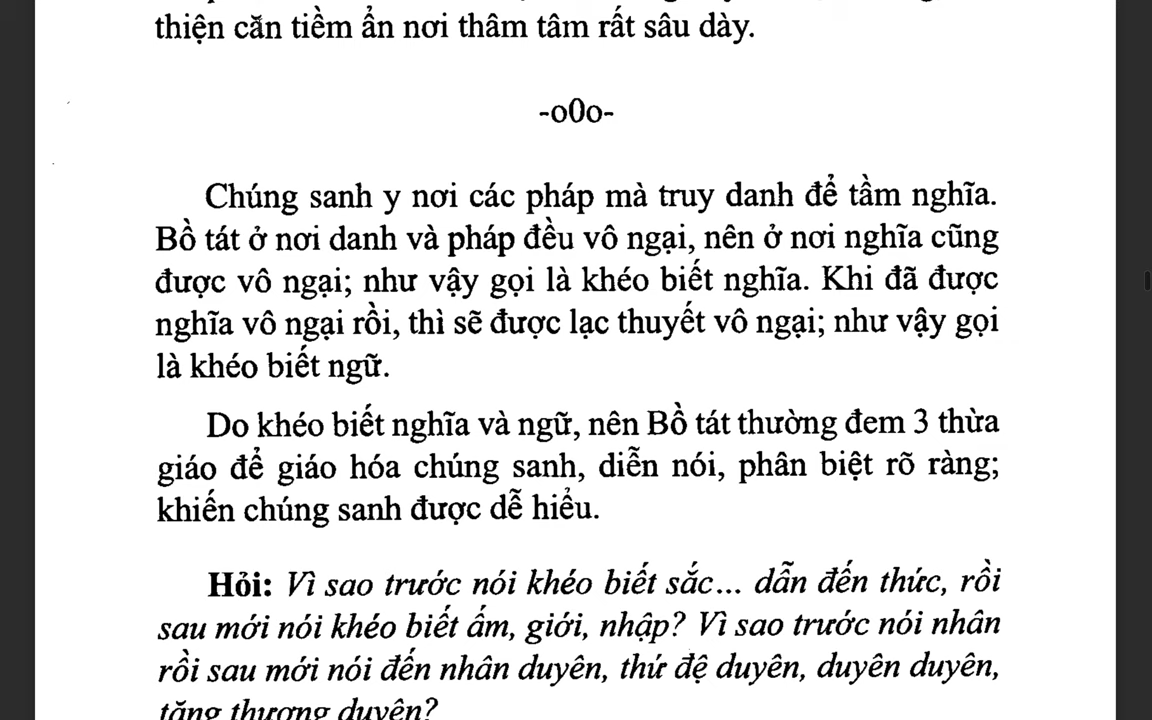 thiện căn tiềm ẩn nơi thâm tâm rất sâu dày.
-o0o-
Chúng sanh y nơi các pháp mà truy danh để tầm nghĩa.
Bồ tát ở nơi danh và pháp đều vô ngại, nên ở nơi nghĩa cũng
được vô ngại; như vậy gọi là khéo biết nghĩa. Khi đã được
nghĩa vô ngại rồi, thì sẽ được lạc thuyết vô ngại; như vậy gọi
là khéo biết ngữ.
Do khéo biết nghĩa và ngữ, nên Bồ tát thường đem 3 thừa
giáo để giáo hóa chúng sanh, diễn nói, phân biệt rõ ràng;
khiến chúng sanh được dễ hiểu.
Hỏi: Vì sao trước nói khéo biết sắc... dẫn đến thức, rồi
sau mới nói khéo biết ấm, giới, nhập? Vì sao trước nói nhân
rồi sau mới nói đến nhân duyên, thứ đệ duyên, duyên duyên,
tăng thượng duyên?